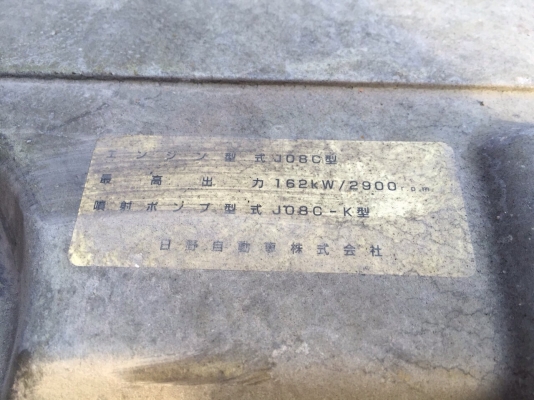 エンジン型式J08C型
最高出力162kW/2900r.p.m
噴射ポンプ型式J08C-K型
日野自動車株式会社